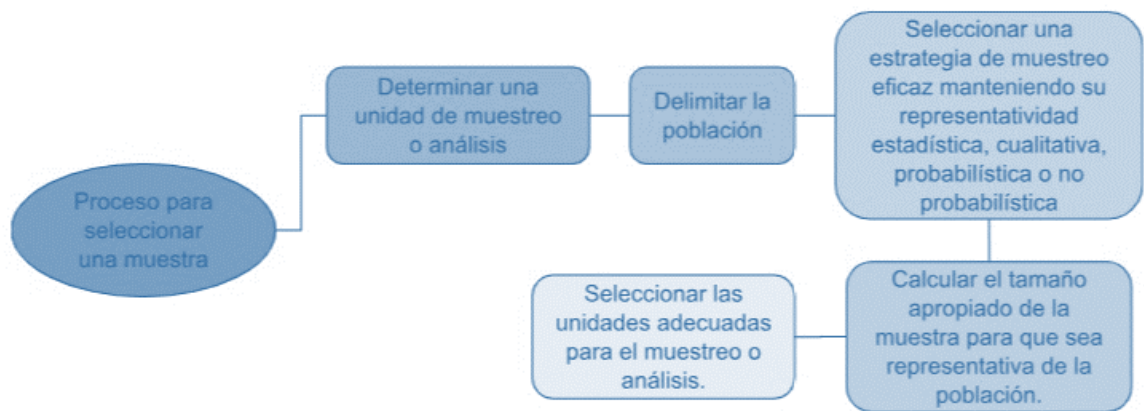 Proceso para
seleccionar
una muestra
Determinar una
unidad de muestreo
o análisis
Delimitar la
población
Seleccionar una
estrategia de muestreo
eficaz manteniendo su
representatividad
estadística, cualitativa,
probabilística o no
probabilística
Calcular el tamaño
apropiado de la
muestra para que sea
representativa de la
población.
Seleccionar las
unidades adecuadas
para el muestreo o
análisis.